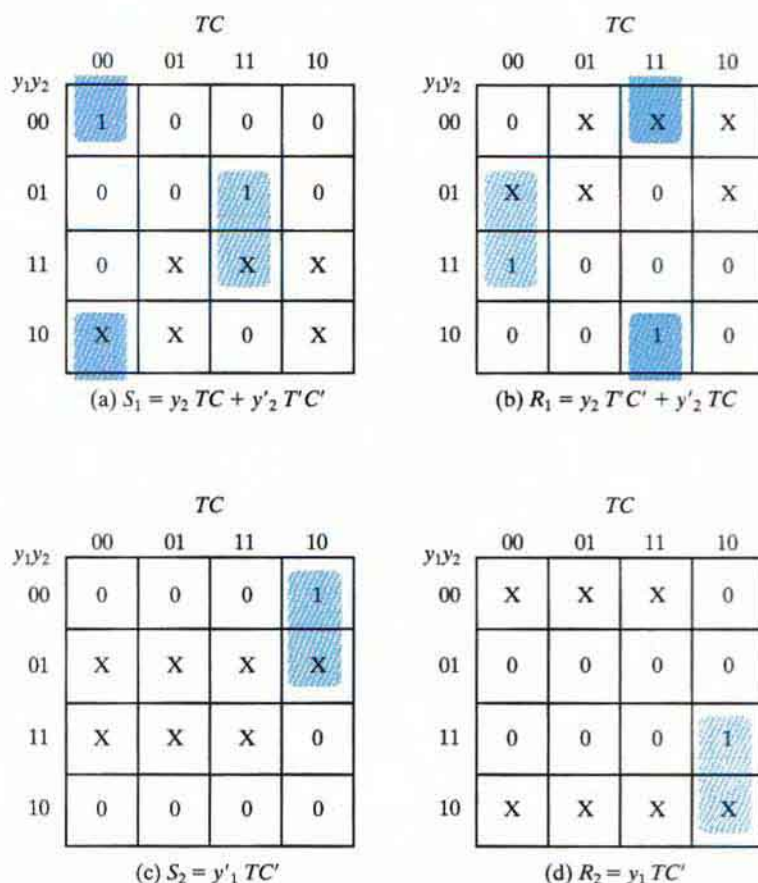 TC
00 01 11 10
y₁y₂
00 1 0 0 0
01 0 0 1 0
11 0 X X X
10 X X 0 X
(a) S₁ = y₂ TC + y'₂ T'C'
TC
00 01 11 10
y₁y₂
00 0 X X X
01 X X 0 X
11 1 0 0 0
10 0 0 1 0
(b) R₁ = y₂ T'C' + y'₂ TC
TC
00 01 11 10
y₁y₂
00 0 0 0 1
01 X X X X
11 X X X 0
10 0 0 0 0
(c) S₂ = y'₁ TC'
TC
00 01 11 10
y₁y₂
00 X X X 0
01 0 0 0 0
11 0 0 0 1
10 X X X X
(d) R₂ = y₁ TC'